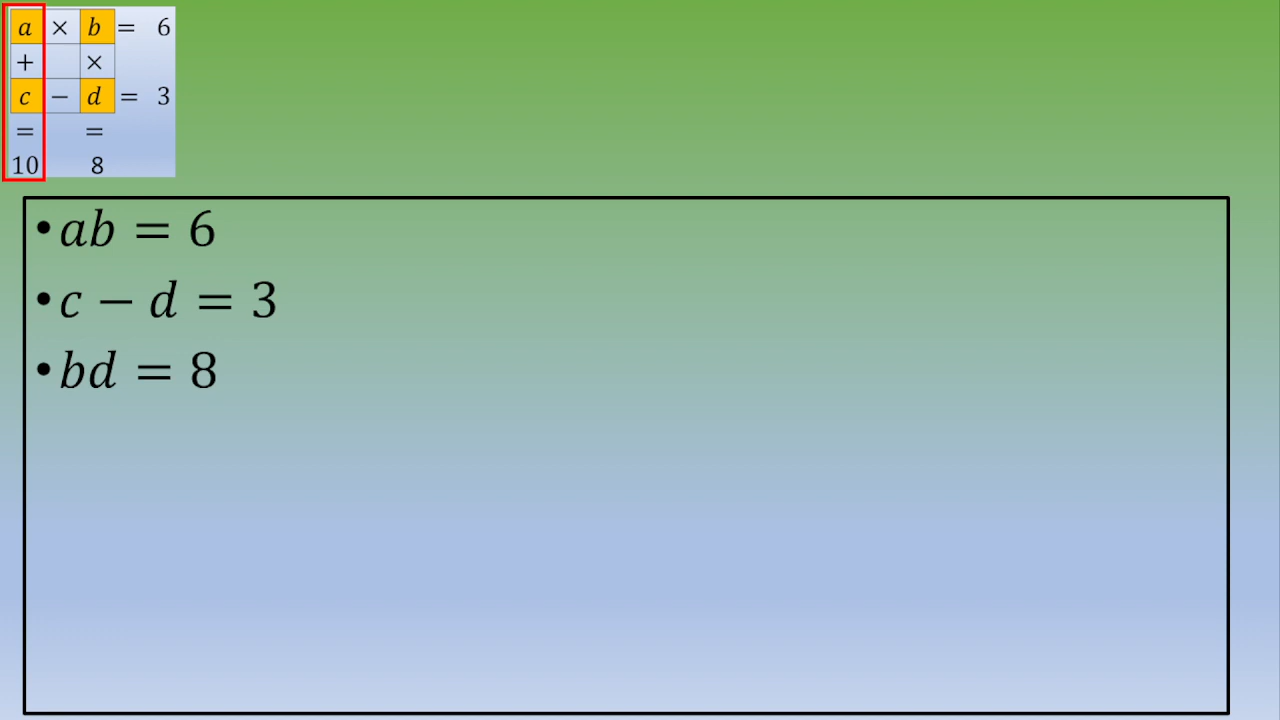 a × b = 6
+ ×
c − d = 3
= =
10 8
• ab = 6
• c − d = 3
• bd = 8